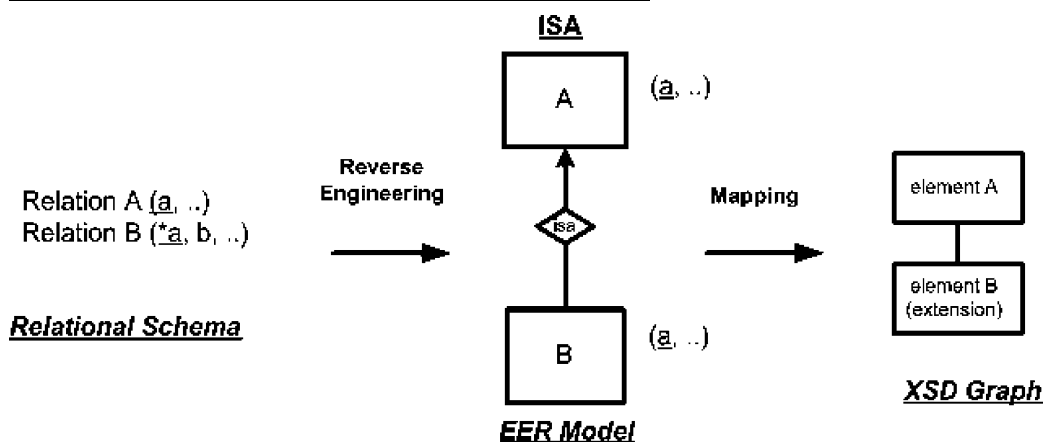 ISA
A
(a, ..)
Reverse
Engineering
Mapping
element A
Relation A (a, ..)
Relation B (*a, b, ..)
isa
element B
(extension)
Relational Schema
B
(a, ..)
XSD Graph
EER Model